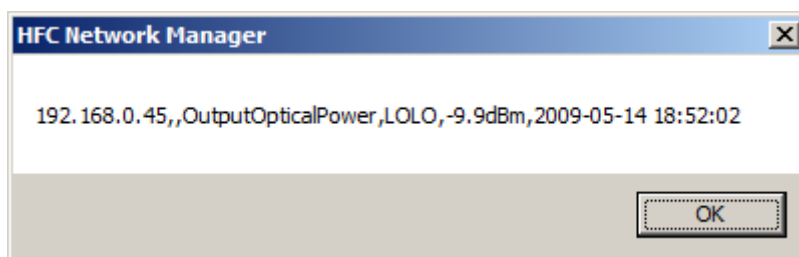 HFC Network Manager
192.168.0.45,,OutputOpticalPower,LOLO,-9.9dBm,2009-05-14 18:52:02
OK